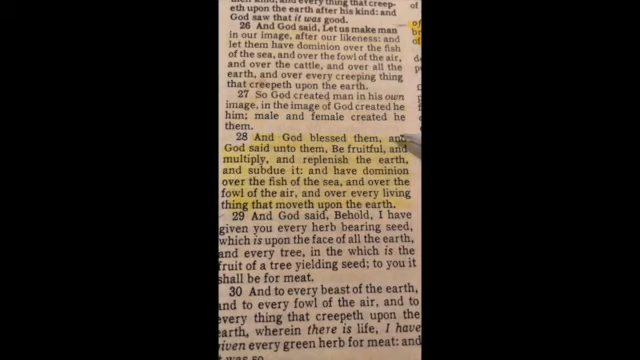 their kind, and every thing that creep-
eth upon the earth after his kind: and
God saw that it was good.
26 And God said, Let us make man
in our image, after our likeness: and
let them have dominion over the fish
of the sea, and over the fowl of the air,
and over the cattle, and over all the
earth, and over every creeping thing
that creepeth upon the earth.
27 So God created man in his own
image, in the image of God created he
him; male and female created he
them.
28 And God blessed them, and
God said unto them, Be fruitful, and
multiply, and replenish the earth,
and subdue it: and have dominion
over the fish of the sea, and over the
fowl of the air, and over every living
thing that moveth upon the earth.
29 And God said, Behold, I have
given you every herb bearing seed,
which is upon the face of all the earth,
and every tree, in the which is the
fruit of a tree yielding seed; to you it
shall be for meat.
30 And to every beast of the earth,
and to every fowl of the air, and to
every thing that creepeth upon the
earth, wherein there is life, I have
given every green herb for meat: and
it was so.